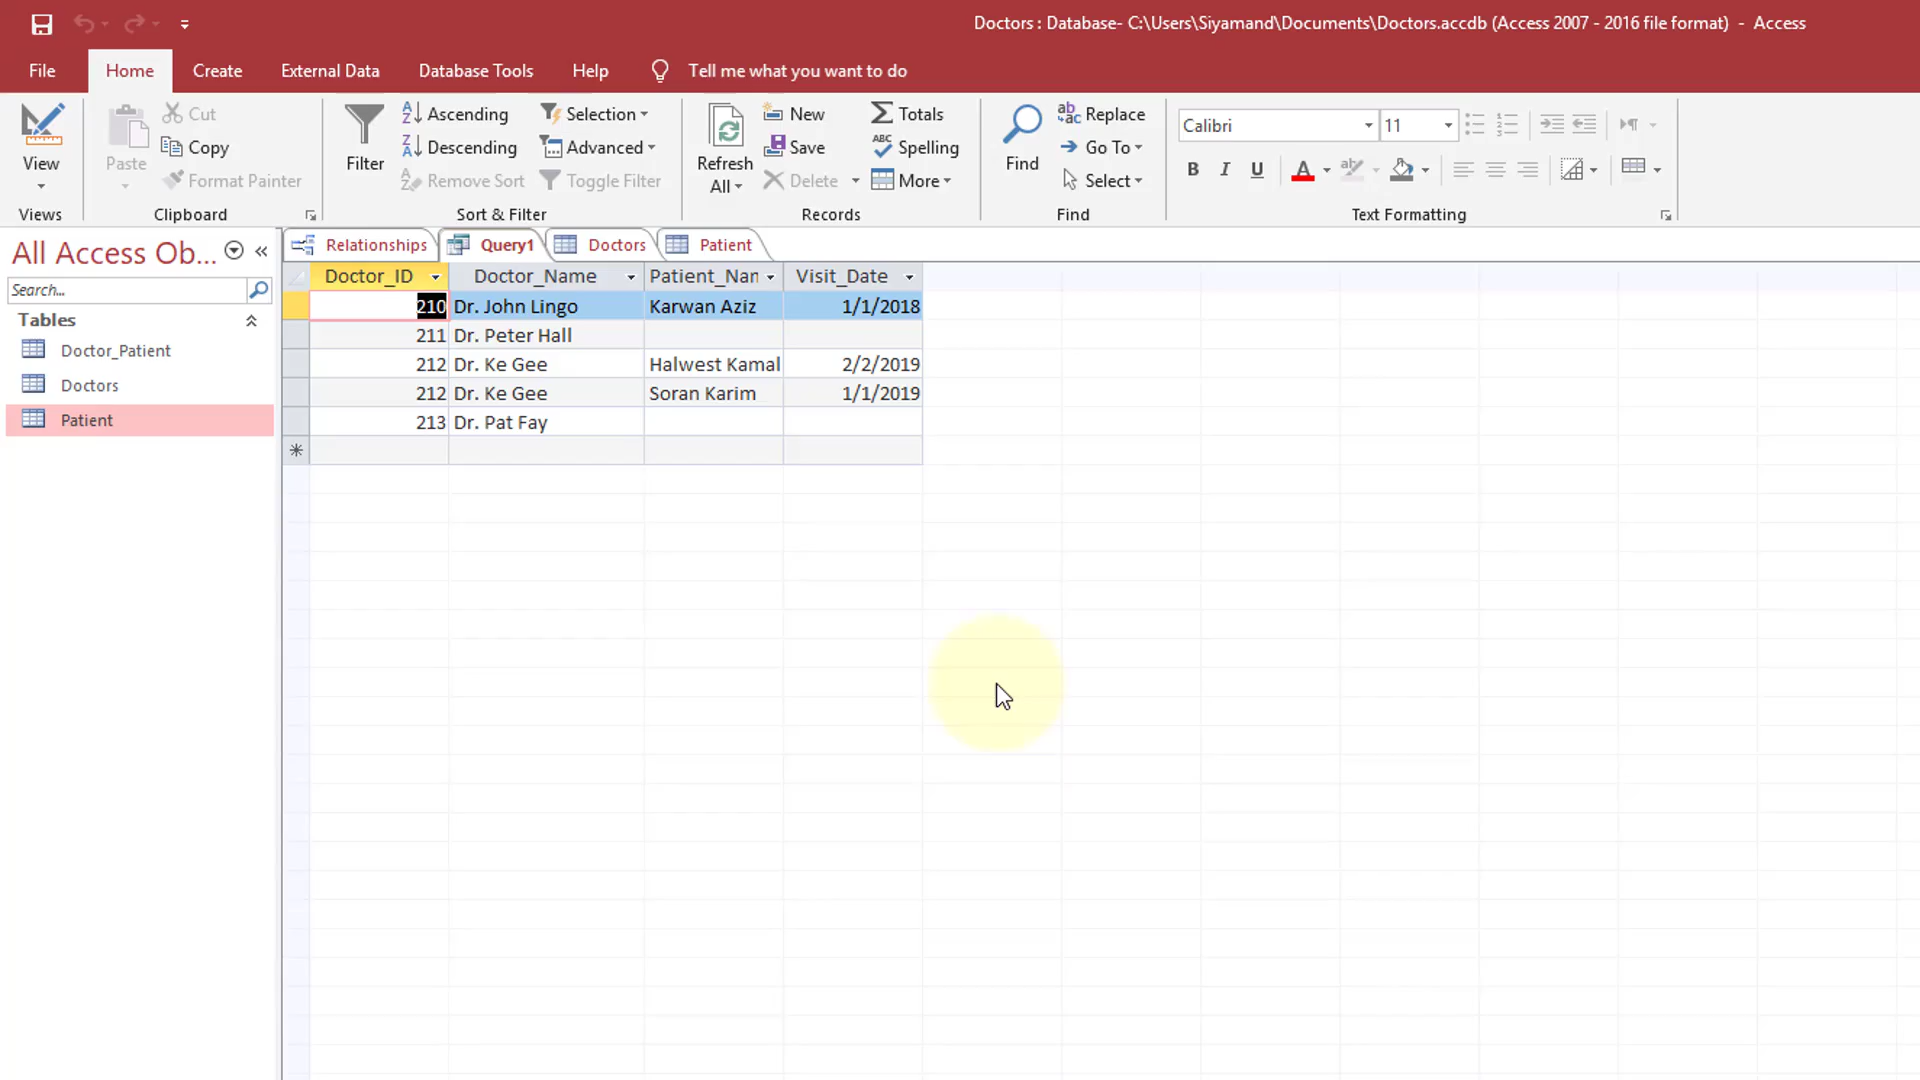 Doctors : Database- C:\Users\Siyamand\Documents\Doctors.accdb (Access 2007 - 2016 file format) - Access
File Home Create External Data Database Tools Help Tell me what you want to do
View
Views
Paste
Cut
Copy
Format Painter
Clipboard
Filter
Ascending
Descending
Remove Sort
Selection
Advanced
Toggle Filter
Sort & Filter
Refresh
All
New
Save
Delete
Totals
Spelling
More
Records
Find
Replace
Go To
Select
Find
Calibri 11
B I U A
Text Formatting
All Access Ob...
Search...
Tables
Doctor_Patient
Doctors
Patient
Relationships Query1 Doctors Patient
Doctor_ID Doctor_Name Patient_Nan Visit_Date
210 Dr. John Lingo Karwan Aziz 1/1/2018
211 Dr. Peter Hall
212 Dr. Ke Gee Halwest Kamal 2/2/2019
212 Dr. Ke Gee Soran Karim 1/1/2019
213 Dr. Pat Fay